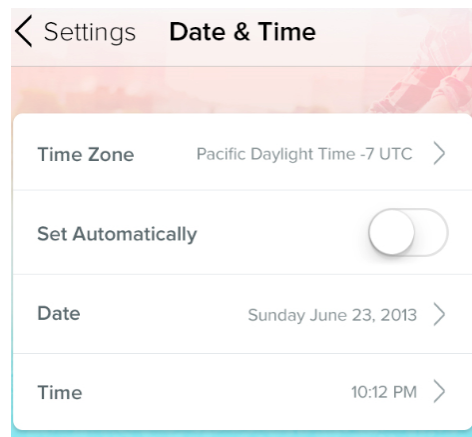 Settings Date & Time
Time Zone Pacific Daylight Time -7 UTC
Set Automatically
Date Sunday June 23, 2013
Time 10:12 PM